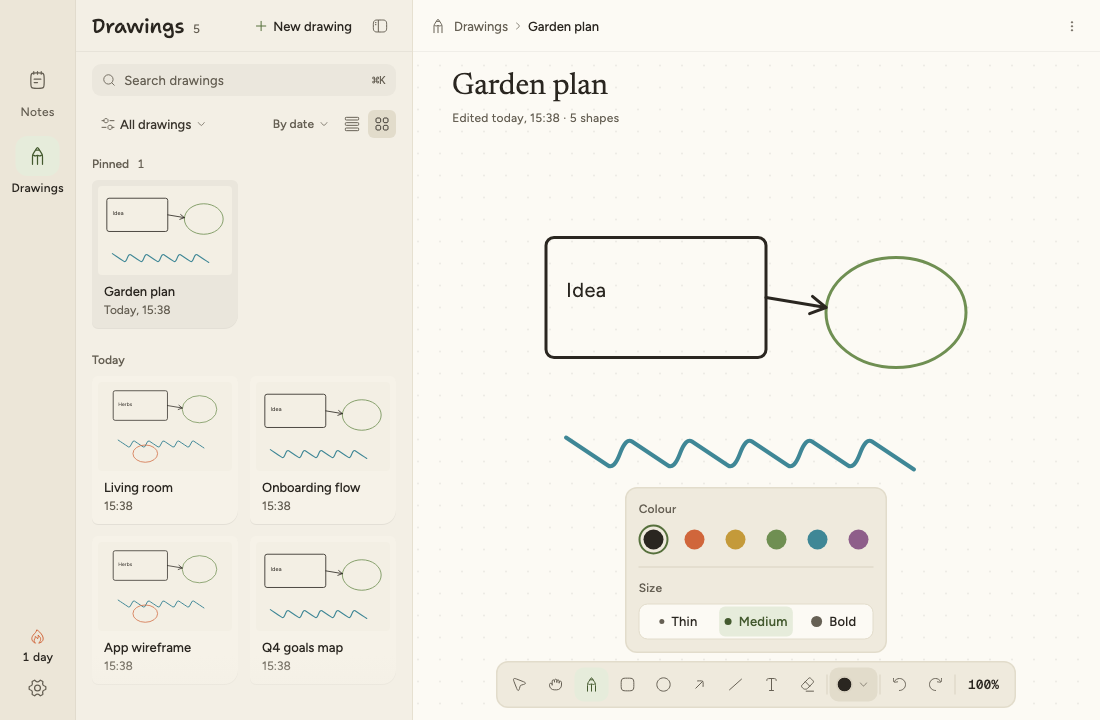 Drawings 5
New drawing
Drawings
Garden plan
Search drawings
⌘K
Notes
Drawings
All drawings
By date
Garden plan
Edited today, 15:38 · 5 shapes
Pinned 1
Idea
Garden plan
Today, 15:38
Today
Herbs
Living room
15:38
Idea
Onboarding flow
15:38
Herbs
App wireframe
15:38
Idea
Q4 goals map
15:38
1 day
Idea
Colour
Size
Thin
Medium
Bold
100%